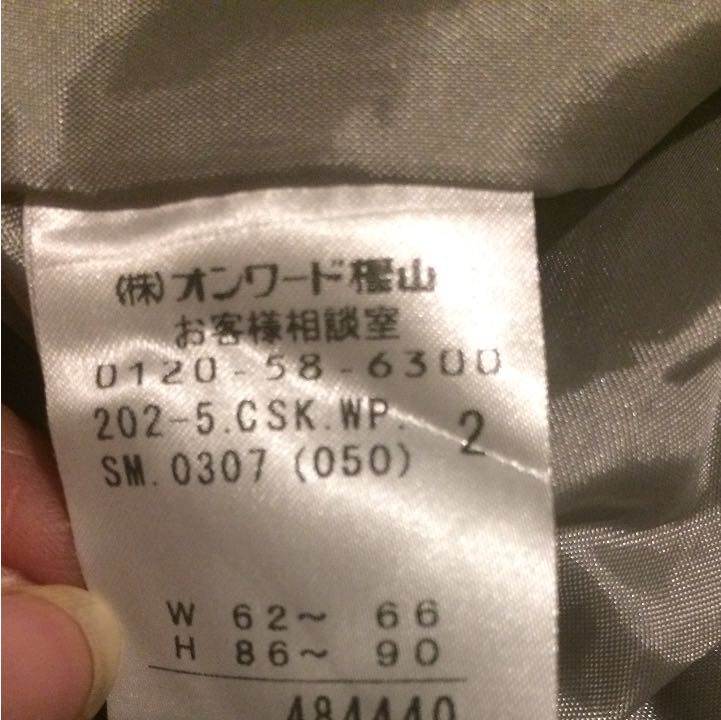 (株)オンワード樫山
お客様相談室
0120-58-6300
202-5.CSK.WP. 2
SM.0307 (050)
W 62～ 66
H 86～ 90
484440